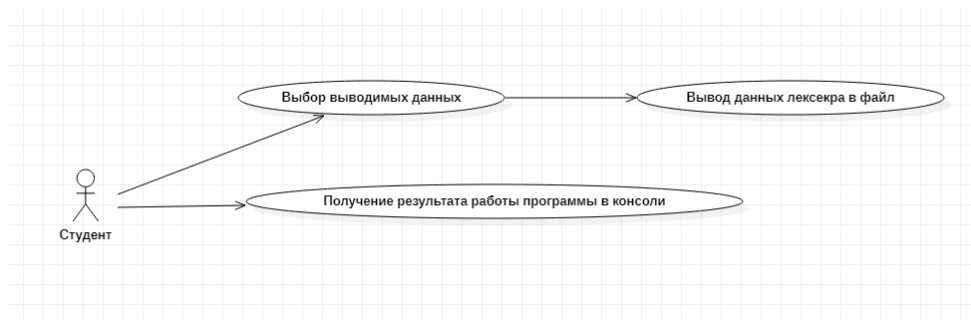 Выбор выводимых данных
Вывод данных лексекра в файл
Получение результата работы программы в консоли
Студент